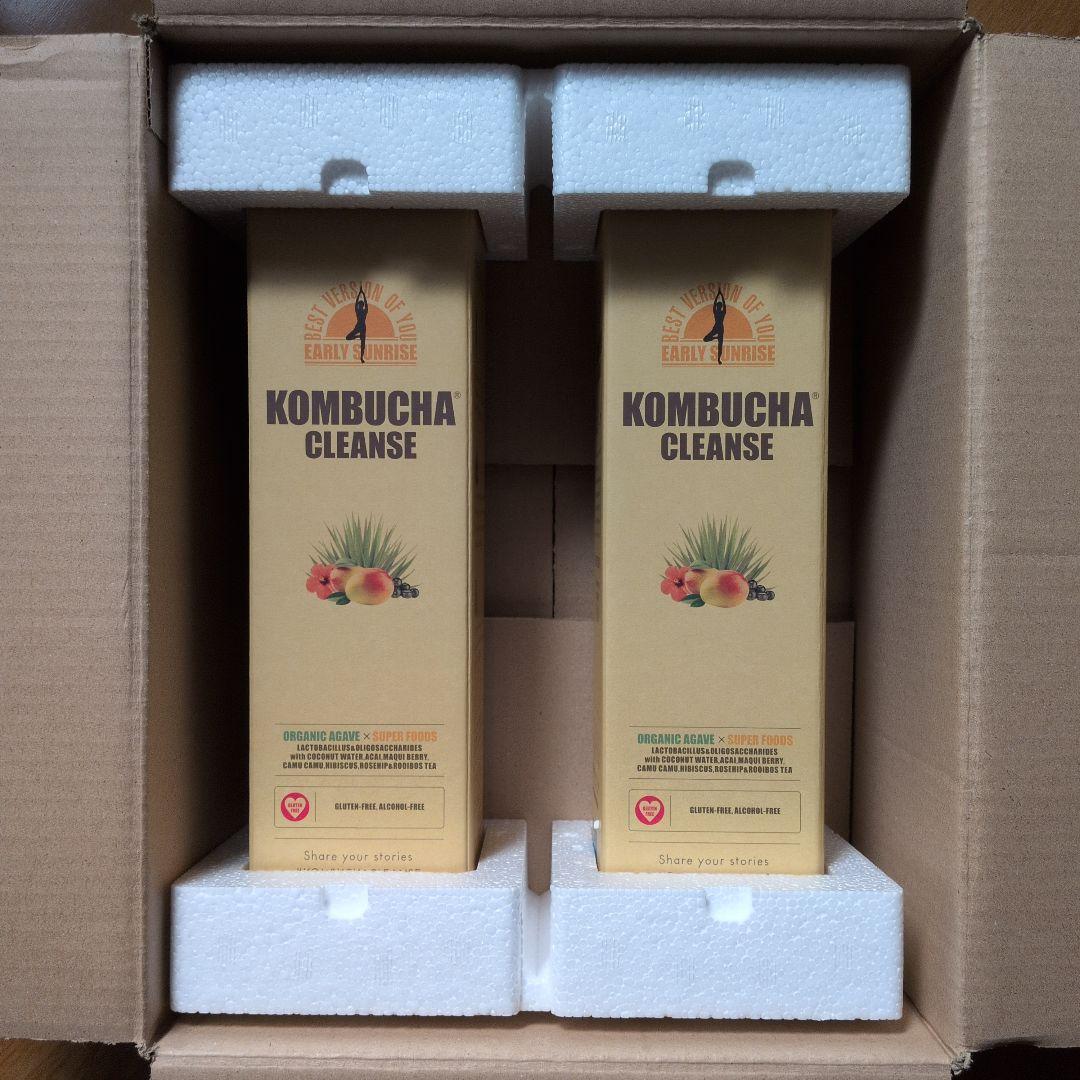 BEST VERSION OF YOU
EARLY SUNRISE
KOMBUCHA®
CLEANSE
ORGANIC AGAVE × SUPER FOODS
LACTOBACILLUS&OLIGOSACCHARIDES
with COCONUT WATER,ACAI,MAQUI BERRY,
CAMU CAMU,HIBISCUS,ROSEHIP&ROOIBOS TEA
GLUTEN
FREE
GLUTEN-FREE, ALCOHOL-FREE
Share your stories
BEST VERSION OF YOU
EARLY SUNRISE
KOMBUCHA®
CLEANSE
ORGANIC AGAVE × SUPER FOODS
LACTOBACILLUS&OLIGOSACCHARIDES
with COCONUT WATER,ACAI,MAQUI BERRY,
CAMU CAMU,HIBISCUS,ROSEHIP&ROOIBOS TEA
GLUTEN
FREE
GLUTEN-FREE, ALCOHOL-FREE
Share your stories